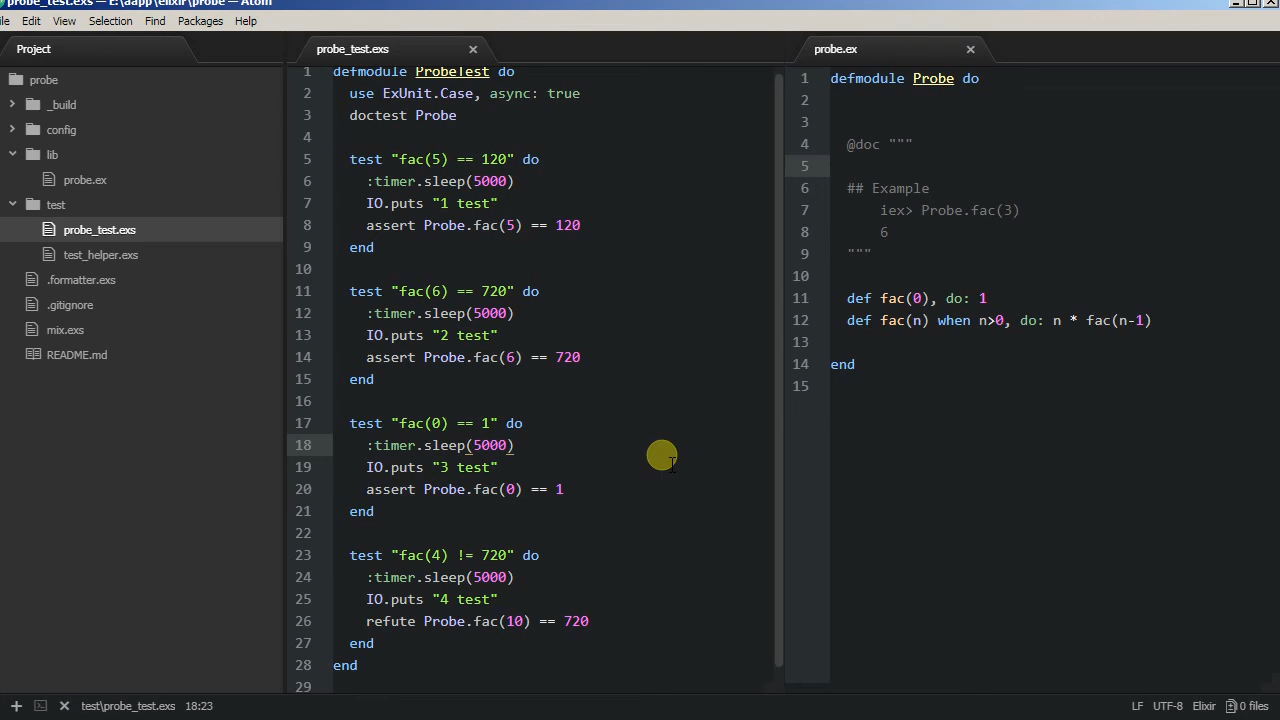 probe_test.exs — E:\aapp\elixir\probe — Atom
Edit View Selection Find Packages Help
Project
probe
_build
config
lib
probe.ex
test
probe_test.exs
test_helper.exs
.formatter.exs
.gitignore
mix.exs
README.md
probe_test.exs
1 defmodule ProbeTest do
2 use ExUnit.Case, async: true
3 doctest Probe
4
5 test "fac(5) == 120" do
6 :timer.sleep(5000)
7 IO.puts "1 test"
8 assert Probe.fac(5) == 120
9 end
10
11 test "fac(6) == 720" do
12 :timer.sleep(5000)
13 IO.puts "2 test"
14 assert Probe.fac(6) == 720
15 end
16
17 test "fac(0) == 1" do
18 :timer.sleep(5000)
19 IO.puts "3 test"
20 assert Probe.fac(0) == 1
21 end
22
23 test "fac(4) != 720" do
24 :timer.sleep(5000)
25 IO.puts "4 test"
26 refute Probe.fac(10) == 720
27 end
28 end
29
probe.ex
1 defmodule Probe do
2
3
4 @doc """
5
6 ## Example
7 iex> Probe.fac(3)
8 6
9 """
10
11 def fac(0), do: 1
12 def fac(n) when n>0, do: n * fac(n-1)
13
14 end
15
test\probe_test.exs 18:23
LF UTF-8 Elixir 0 files